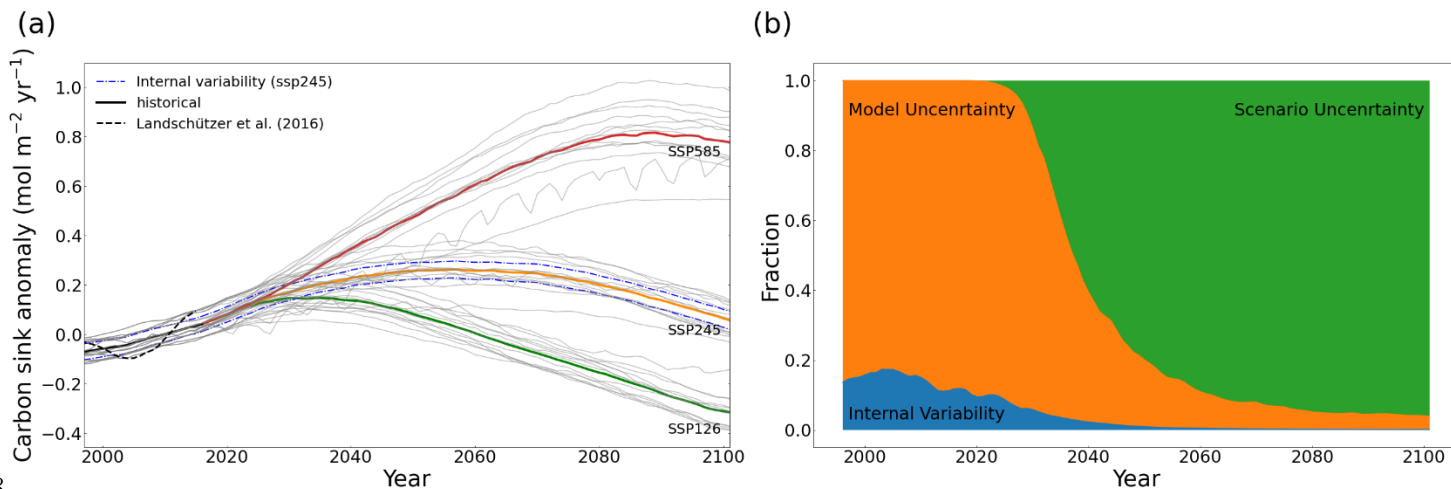 (a)
Carbon sink anomaly (mol m⁻² yr⁻¹)
1.0
0.8
0.6
0.4
0.2
0.0
−0.2
−0.4
Internal variability (ssp245)
historical
Landschützer et al. (2016)
SSP585
SSP245
SSP126
2000
2020
2040
2060
2080
2100
Year
(b)
Fraction
1.0
0.8
0.6
0.4
0.2
0.0
Model Uncenrtainty
Scenario Uncenrtainty
Internal Variability
2000
2020
2040
2060
2080
2100
Year